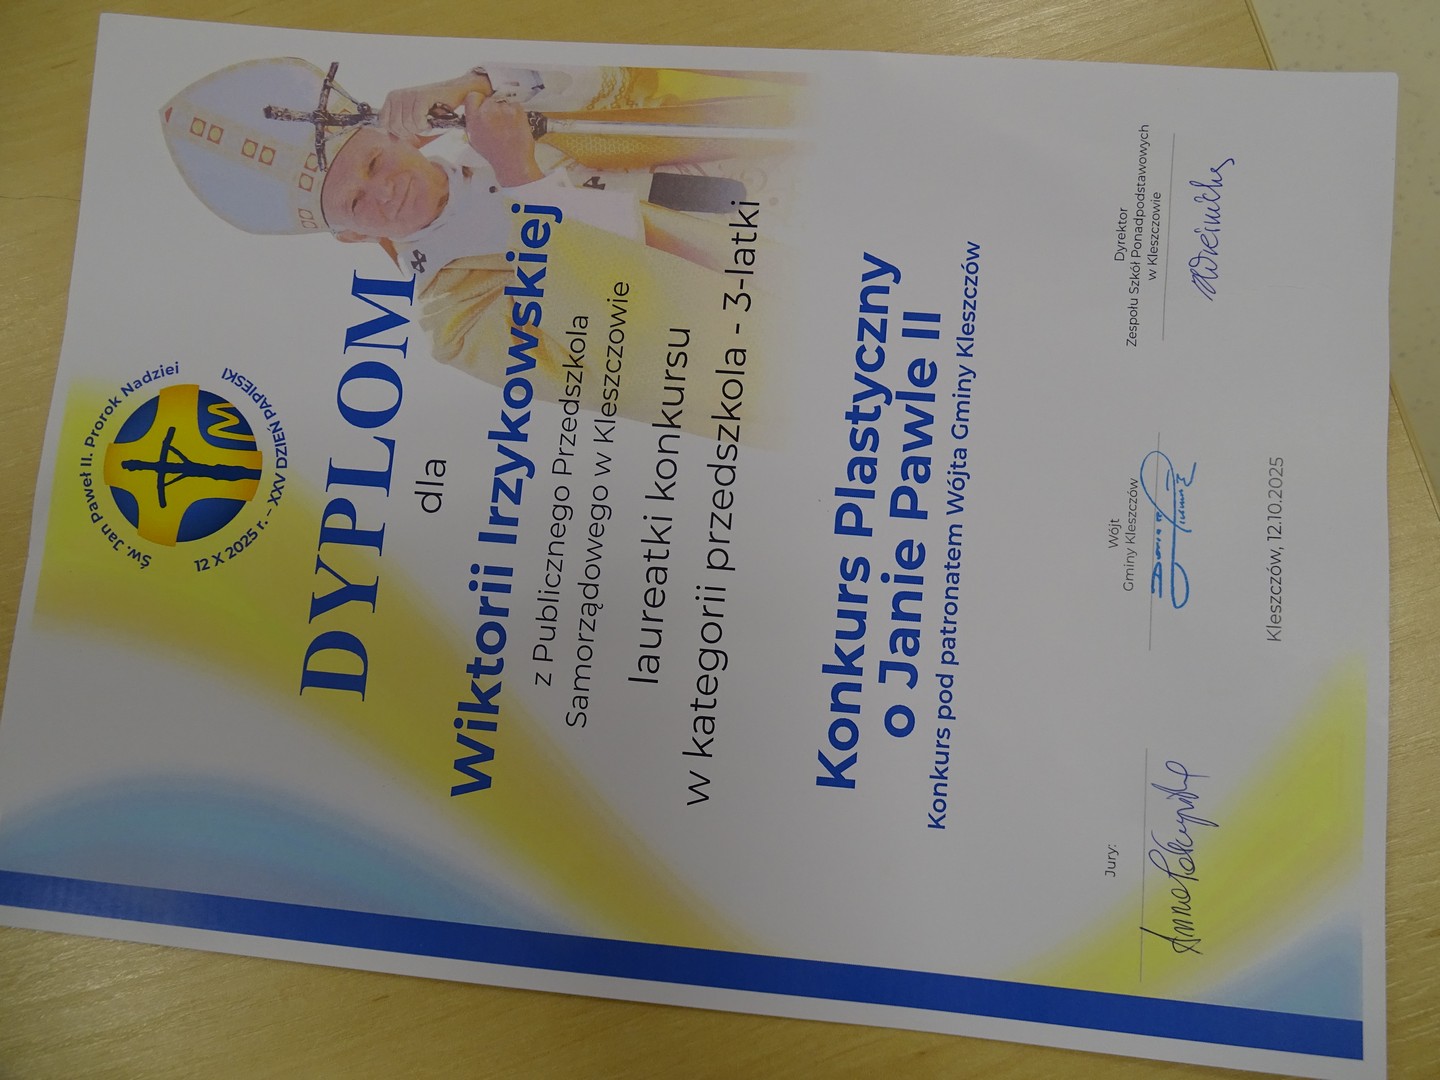 Św. Jan Paweł II. Prorok Nadziei
12 X 2025 r. - XXV DZIEŃ PAPIESKI
DYPLOM
dla
Wiktorii Irzykowskiej
z Publicznego Przedszkola
Samorządowego w Kleszczowie
laureatki konkursu
w kategorii przedszkola - 3-latki
Konkurs Plastyczny
o Janie Pawle II
Konkurs pod patronatem Wójta Gminy Kleszczów
Jury:
Anna
Wójt
Gminy Kleszczów
Dyrektor
Zespołu Szkół Ponadpodstawowych
w Kleszczowie
Kleszczów, 12.10.2025